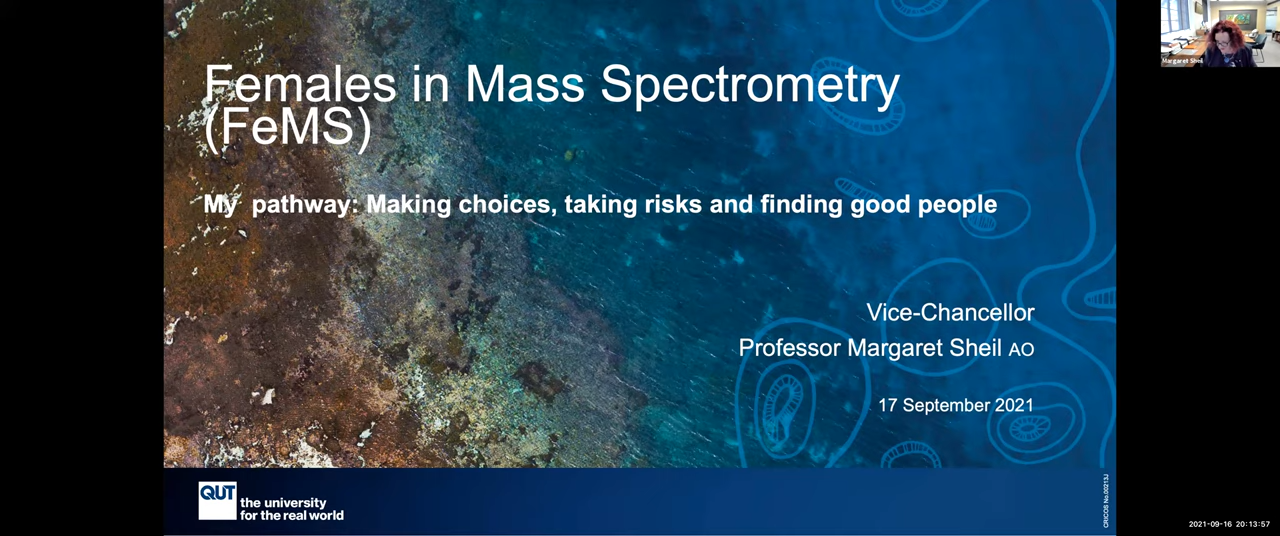 Females in Mass Spectrometry
(FeMS)
My pathway: Making choices, taking risks and finding good people
Vice-Chancellor
Professor Margaret Sheil AO
17 September 2021
QUT
the university
for the real world
CRICOS No.00213J
Margaret Sheil
2021-09-16 20:13:57